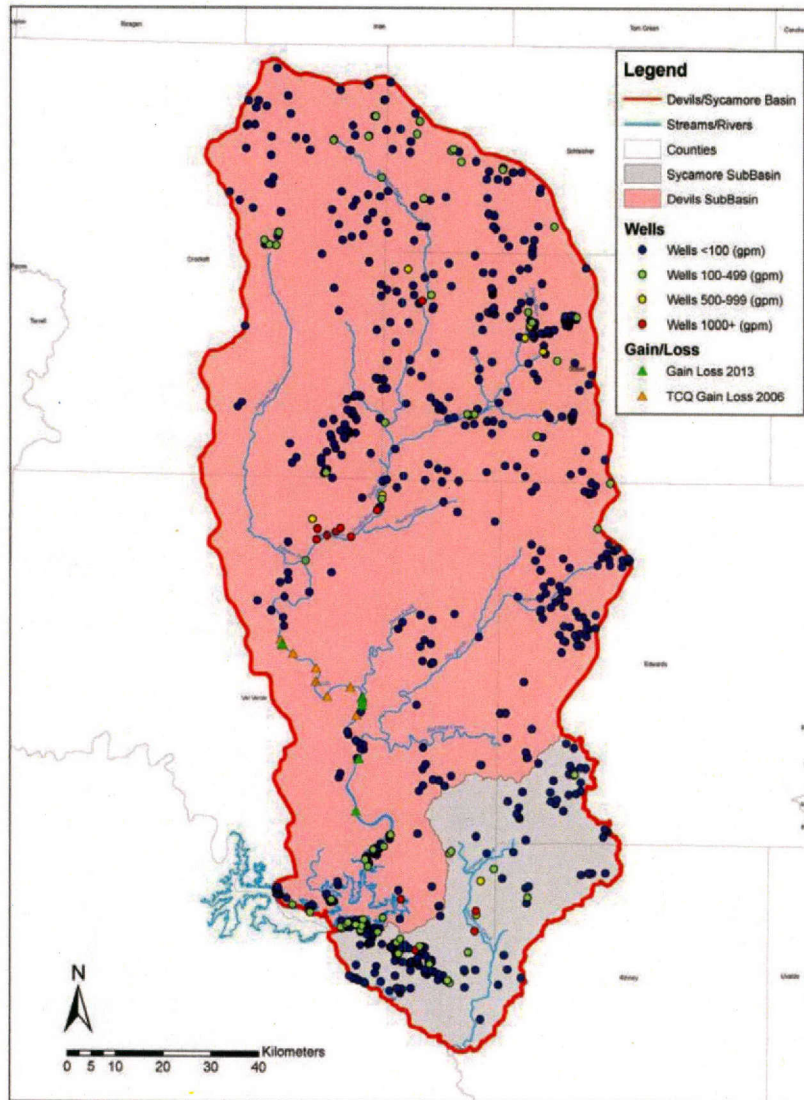 Reagan
Irion
Tom Green
Legend
Devils/Sycamore Basin
Streams/Rivers
Counties
Sycamore SubBasin
Devils SubBasin
Wells
Wells <100 (gpm)
Wells 100-499 (gpm)
Wells 500-999 (gpm)
Wells 1000+ (gpm)
Gain/Loss
Gain Loss 2013
TCQ Gain Loss 2006
Schleicher
Crockett
Terrell
Sutton
Edwards
Val Verde
Kinney
Uvalde
N
Kilometers
0 5 10 20 30 40